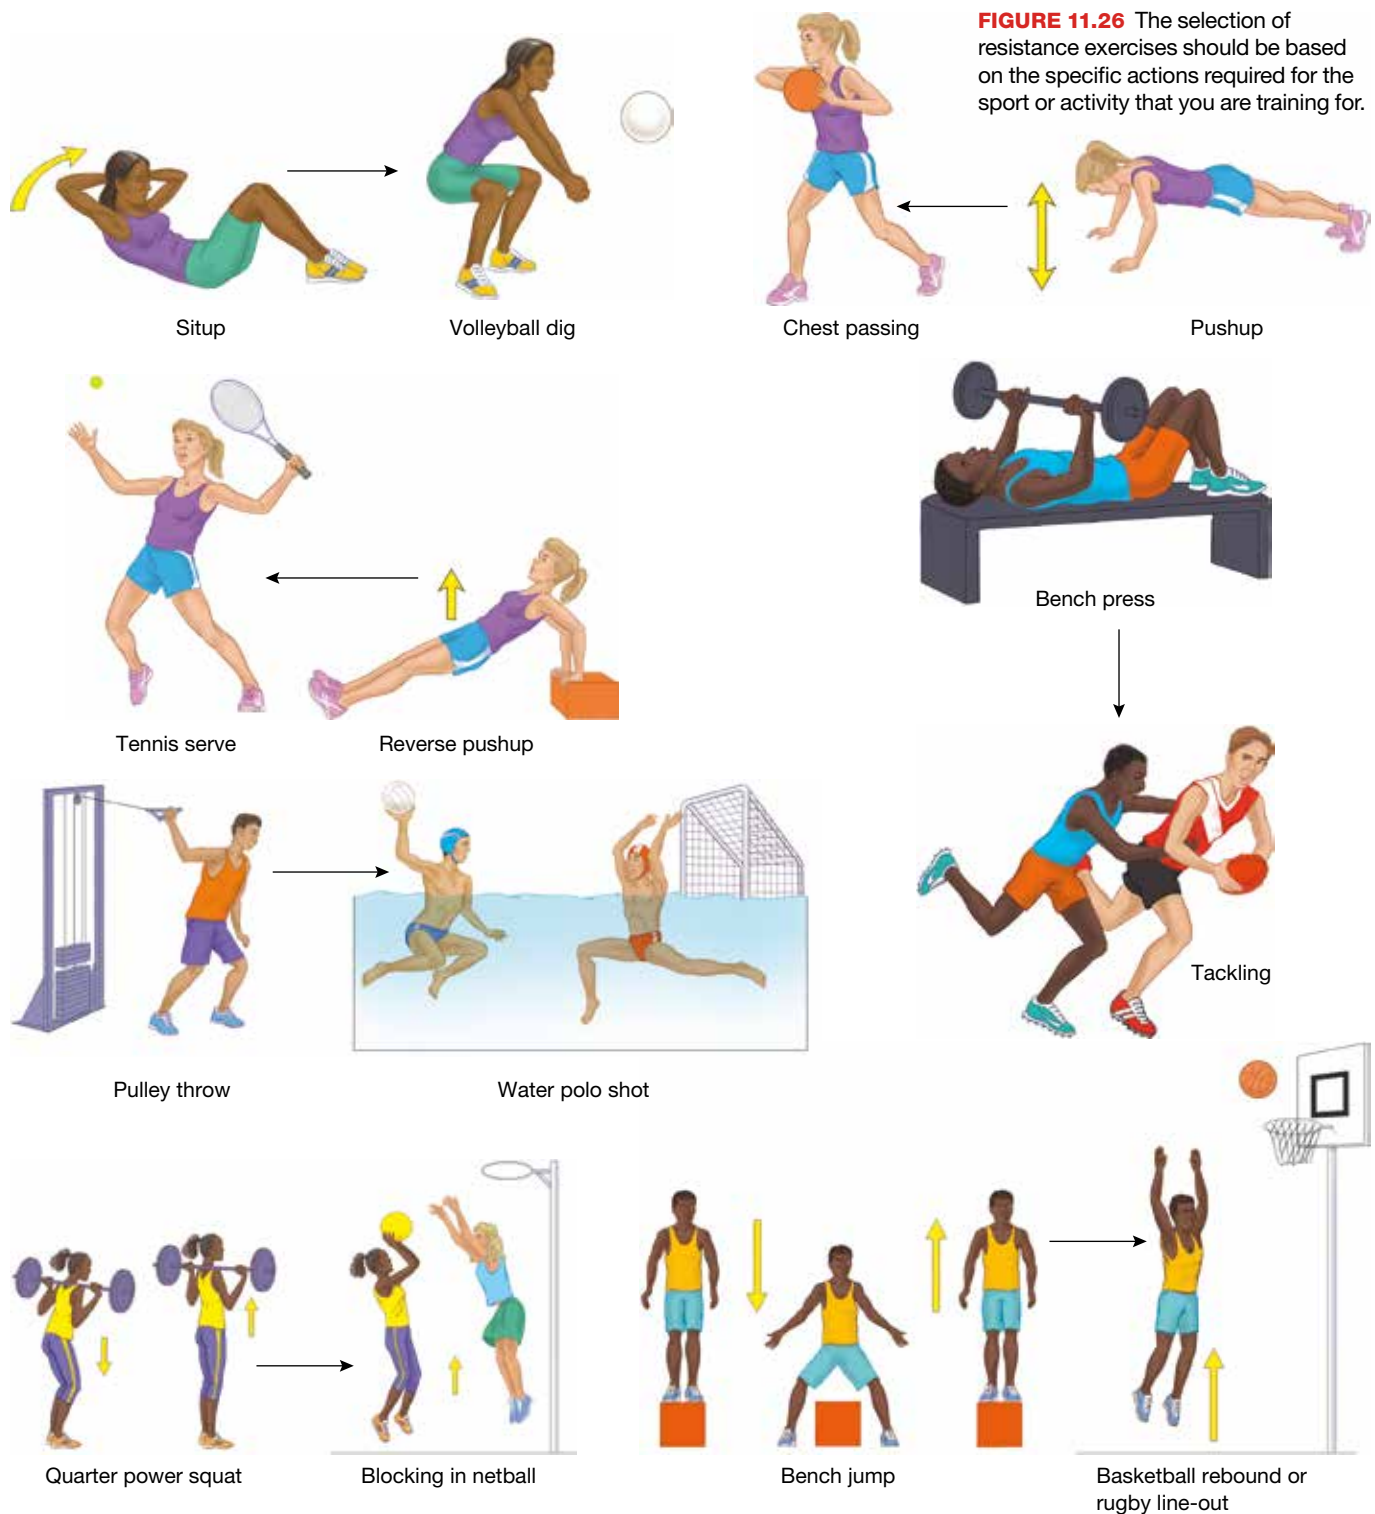 FIGURE 11.26 The selection of
resistance exercises should be based
on the specific actions required for the
sport or activity that you are training for.
Situp
Volleyball dig
Chest passing
Pushup
Bench press
Tennis serve
Reverse pushup
Tackling
Pulley throw
Water polo shot
Quarter power squat
Blocking in netball
Bench jump
Basketball rebound or
rugby line-out